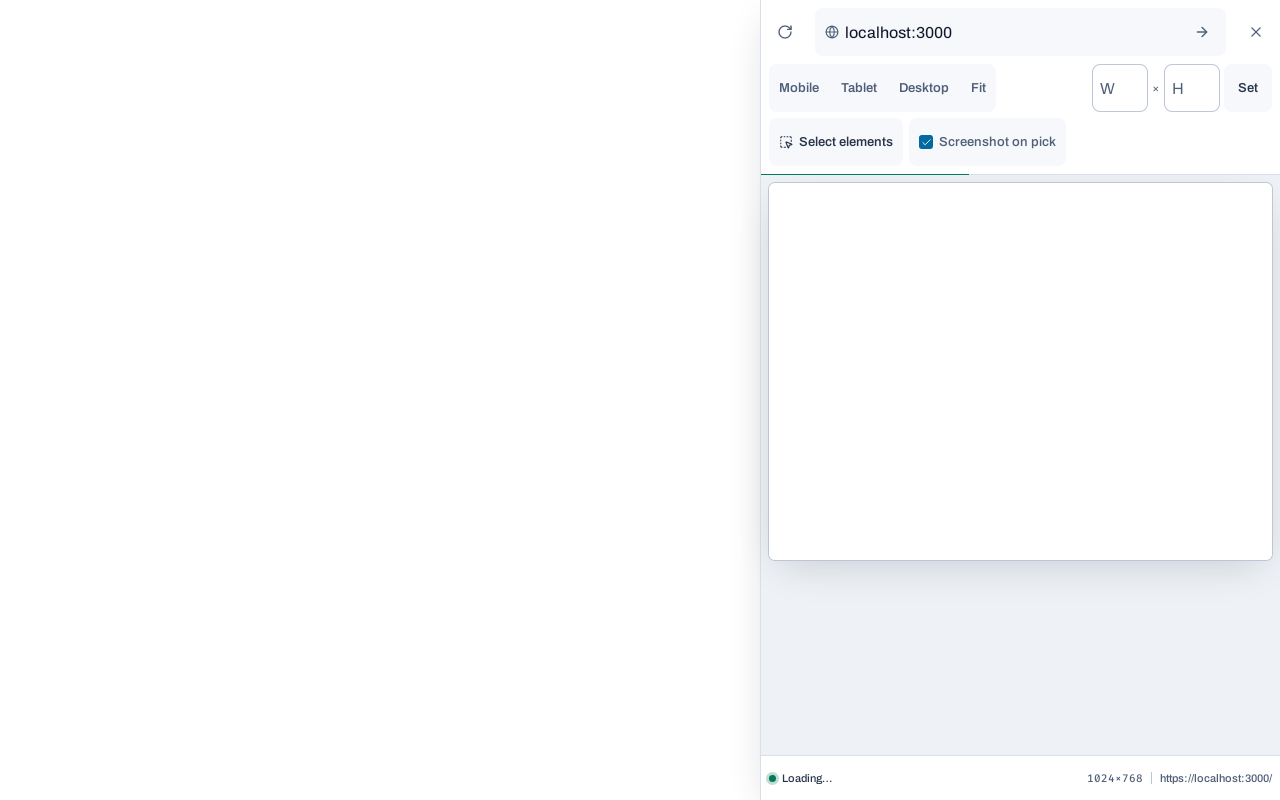 localhost:3000
Mobile Tablet Desktop Fit W × H Set
Select elements Screenshot on pick
Loading... 1024×768 https://localhost:3000/